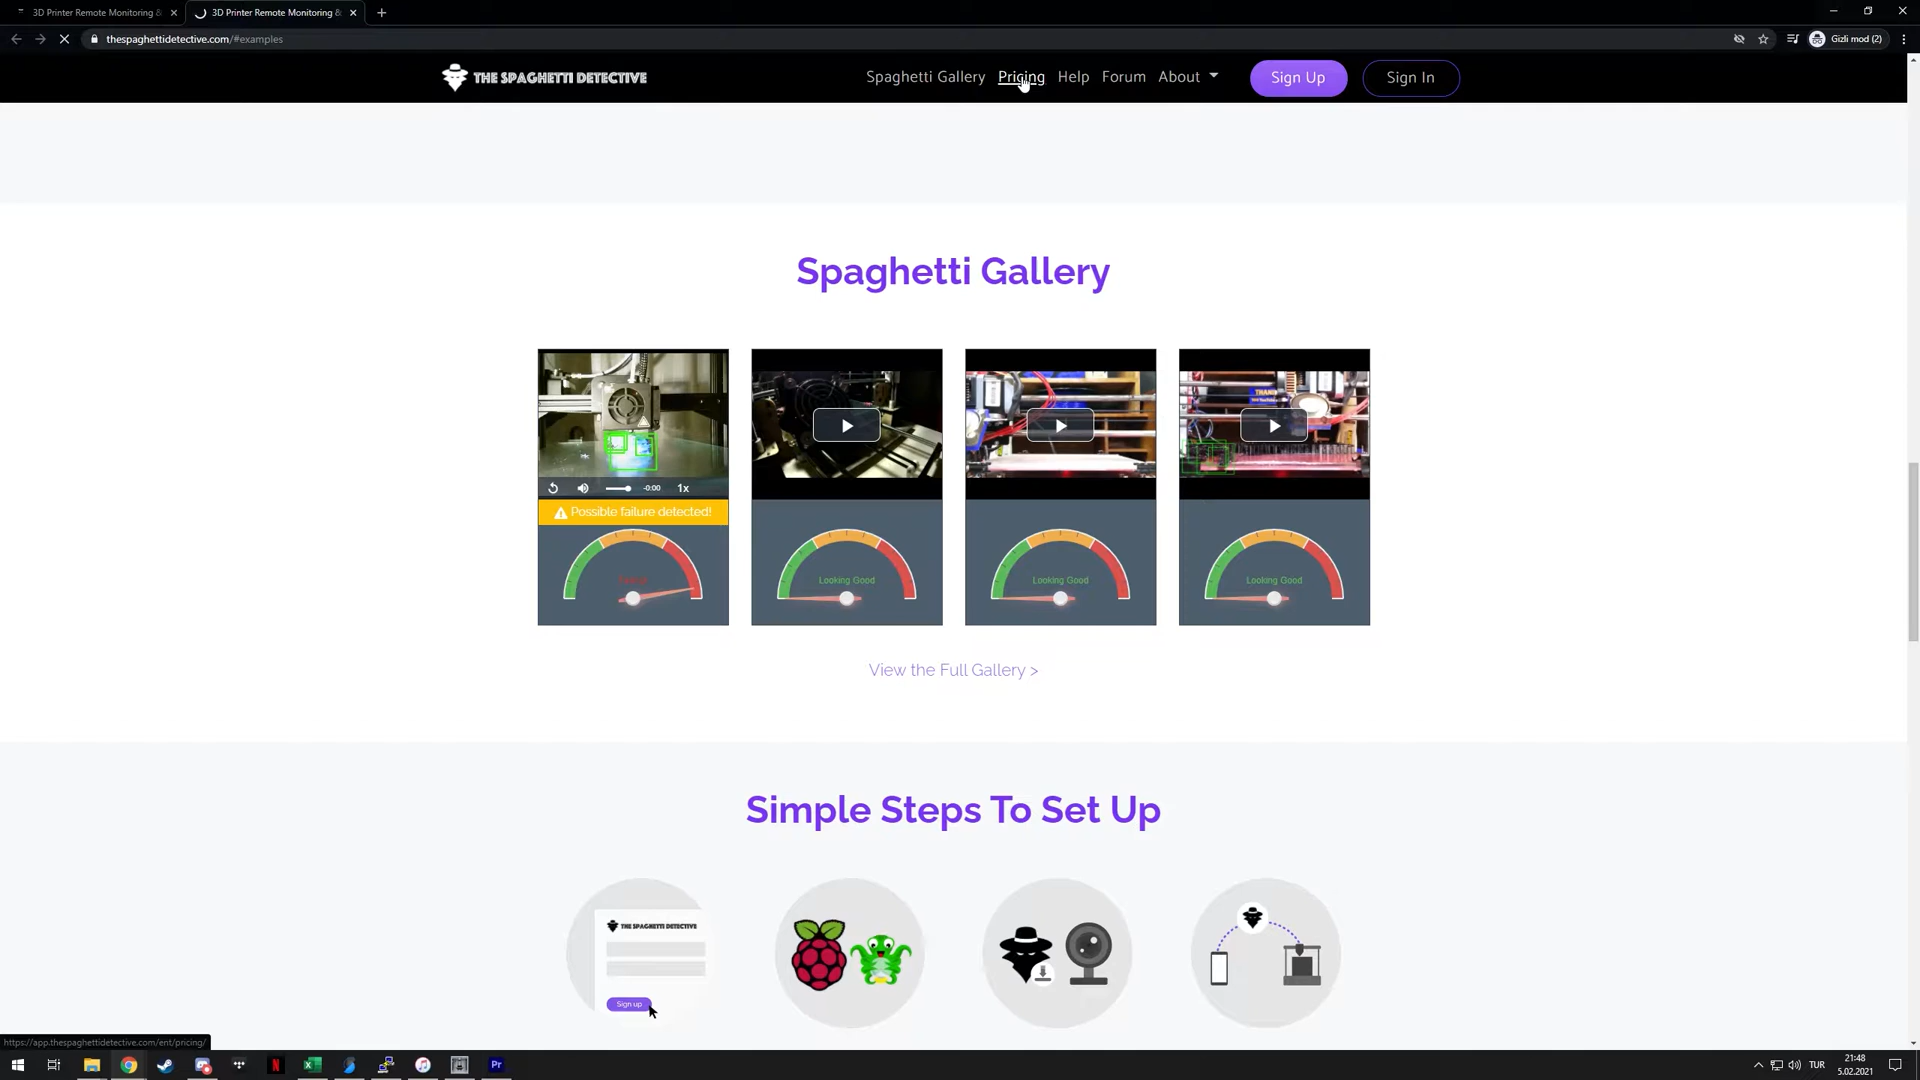 3D Printer Remote Monitoring &
3D Printer Remote Monitoring &
thespaghettidetective.com/#examples
Gizli mod (2)
THE SPAGHETTI DETECTIVE
Spaghetti Gallery
Pricing
Help
Forum
About
Sign Up
Sign In
Spaghetti Gallery
-0:00
1x
Possible failure detected!
Looking Good
Looking Good
Looking Good
View the Full Gallery >
Simple Steps To Set Up
THE SPAGHETTI DETECTIVE
Sign up
https://app.thespaghettidetective.com/ent/pricing/
N
Pr
TUR
21:48
5.02.2021